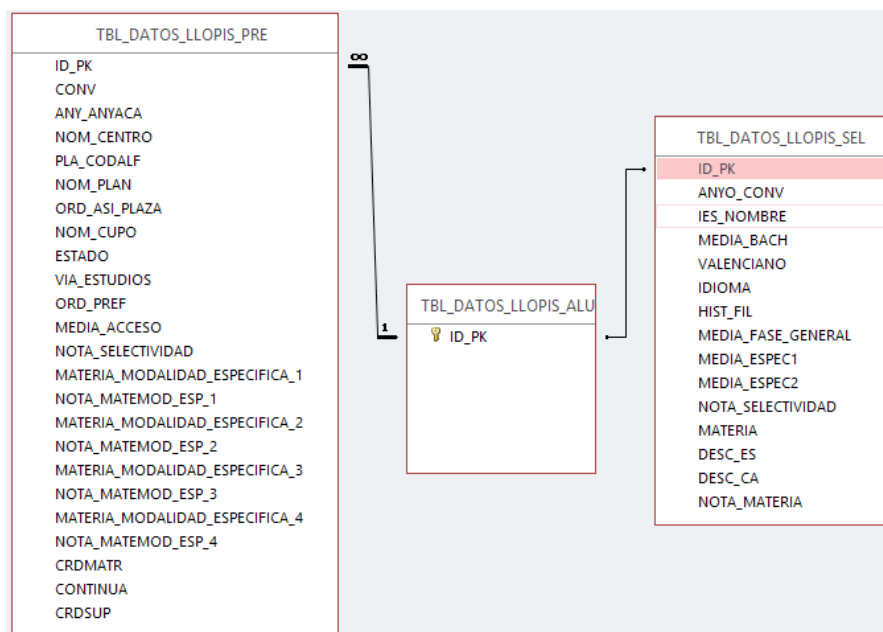 TBL_DATOS_LLOPIS_PRE
ID_PK
CONV
ANY_ANYACA
NOM_CENTRO
PLA_CODALF
NOM_PLAN
ORD_ASI_PLAZA
NOM_CUPO
ESTADO
VIA_ESTUDIOS
ORD_PREF
MEDIA_ACCESO
NOTA_SELECTIVIDAD
MATERIA_MODALIDAD_ESPECIFICA_1
NOTA_MATEMOD_ESP_1
MATERIA_MODALIDAD_ESPECIFICA_2
NOTA_MATEMOD_ESP_2
MATERIA_MODALIDAD_ESPECIFICA_3
NOTA_MATEMOD_ESP_3
MATERIA_MODALIDAD_ESPECIFICA_4
NOTA_MATEMOD_ESP_4
CRDMATR
CONTINUA
CRDSUP
∞
1
TBL_DATOS_LLOPIS_ALU
ID_PK
TBL_DATOS_LLOPIS_SEL
ID_PK
ANYO_CONV
IES_NOMBRE
MEDIA_BACH
VALENCIANO
IDIOMA
HIST_FIL
MEDIA_FASE_GENERAL
MEDIA_ESPEC1
MEDIA_ESPEC2
NOTA_SELECTIVIDAD
MATERIA
DESC_ES
DESC_CA
NOTA_MATERIA